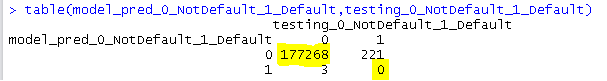 > table(model_pred_0_NotDefault_1_Default,testing_0_NotDefault_1_Default)
testing_0_NotDefault_1_Default
model_pred_0_NotDefault_1_Default 0 1
0 177268 221
1 3 0